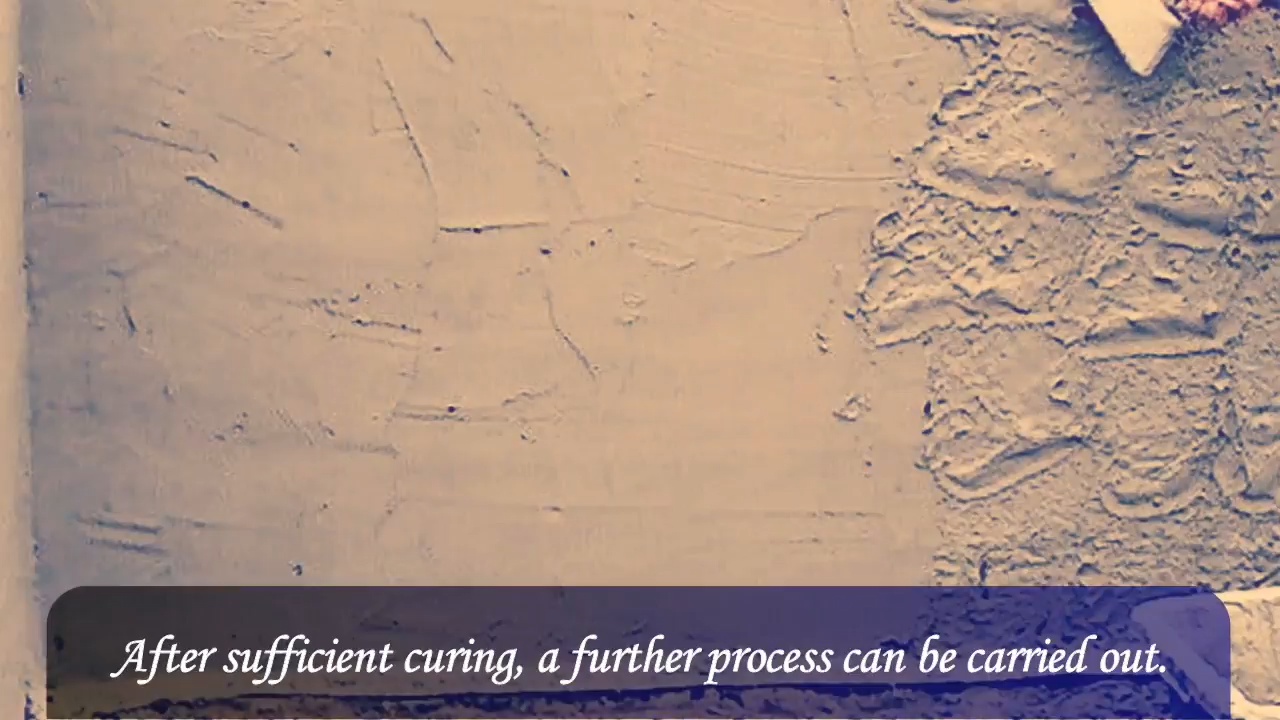 After sufficient curing, a further process can be carried out.